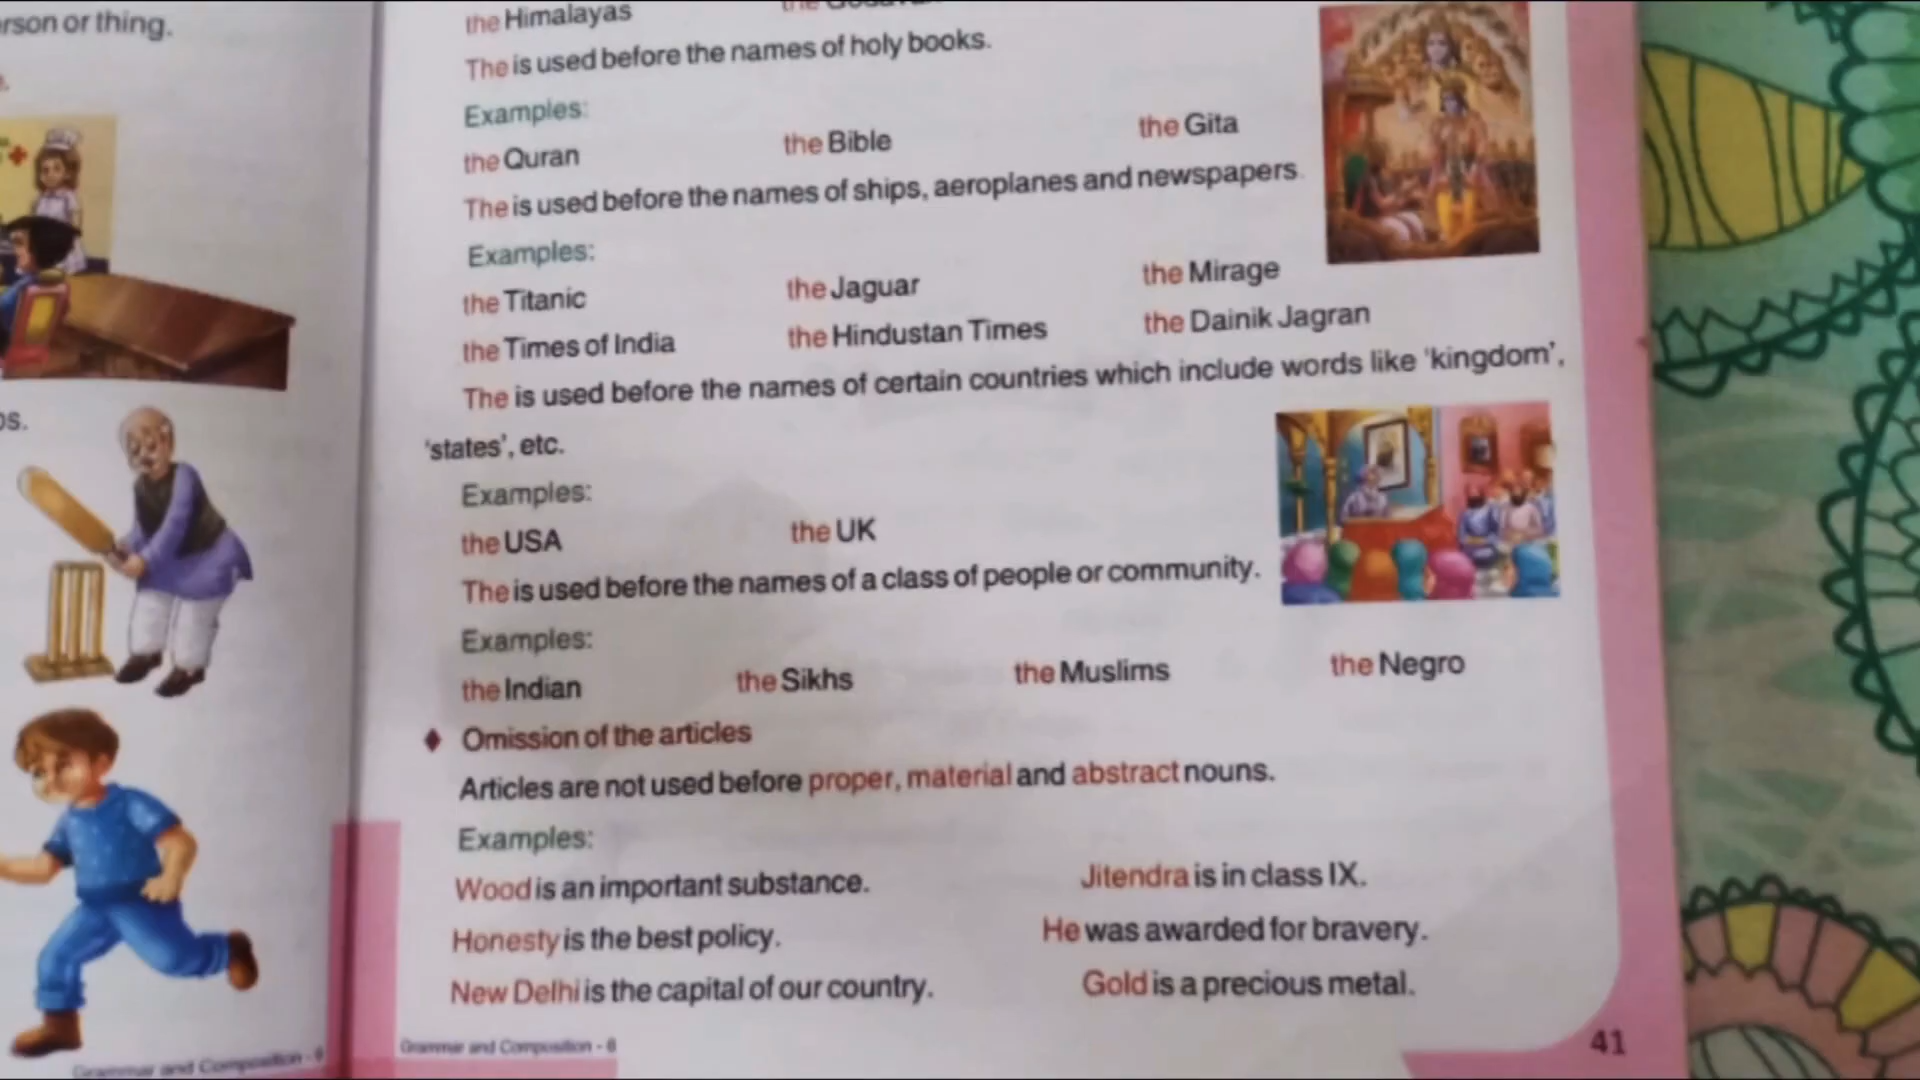 erson or thing.
the Himalayas
The is used before the names of holy books.
Examples:
the Quran the Bible the Gita
The is used before the names of ships, aeroplanes and newspapers.
Examples:
the Titanic the Jaguar the Mirage
the Times of India the Hindustan Times the Dainik Jagran
The is used before the names of certain countries which include words like 'kingdom',
'states', etc.
Examples:
the USA the UK
The is used before the names of a class of people or community.
Examples:
the Indian the Sikhs the Muslims the Negro
Omission of the articles
Articles are not used before proper, material and abstract nouns.
Examples:
Wood is an important substance. Jitendra is in class IX.
Honesty is the best policy. He was awarded for bravery.
New Delhi is the capital of our country. Gold is a precious metal.
Grammar and Composition - 6
41
Grammar and Composition - 6